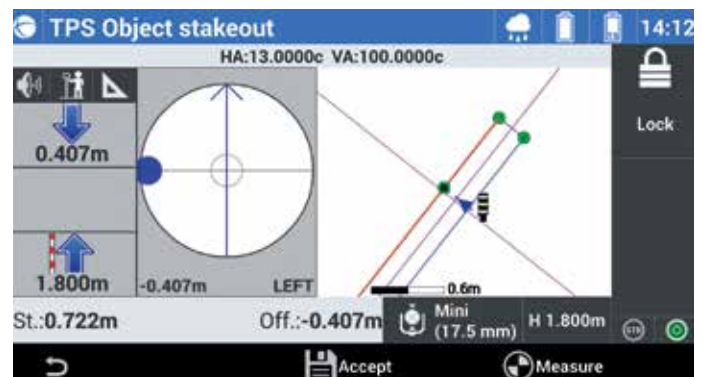 TPS Object stakeout 14:12
HA:13.0000c VA:100.0000c
Lock
0.407m
1.800m
-0.407m LEFT
0.6m
St.:0.722m Off.:-0.407m Mini (17.5 mm) H 1.800m
Accept Measure